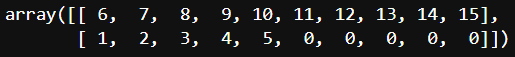 array([[ 6,  7,  8,  9, 10, 11, 12, 13, 14, 15],
       [ 1,  2,  3,  4,  5,  0,  0,  0,  0,  0]])